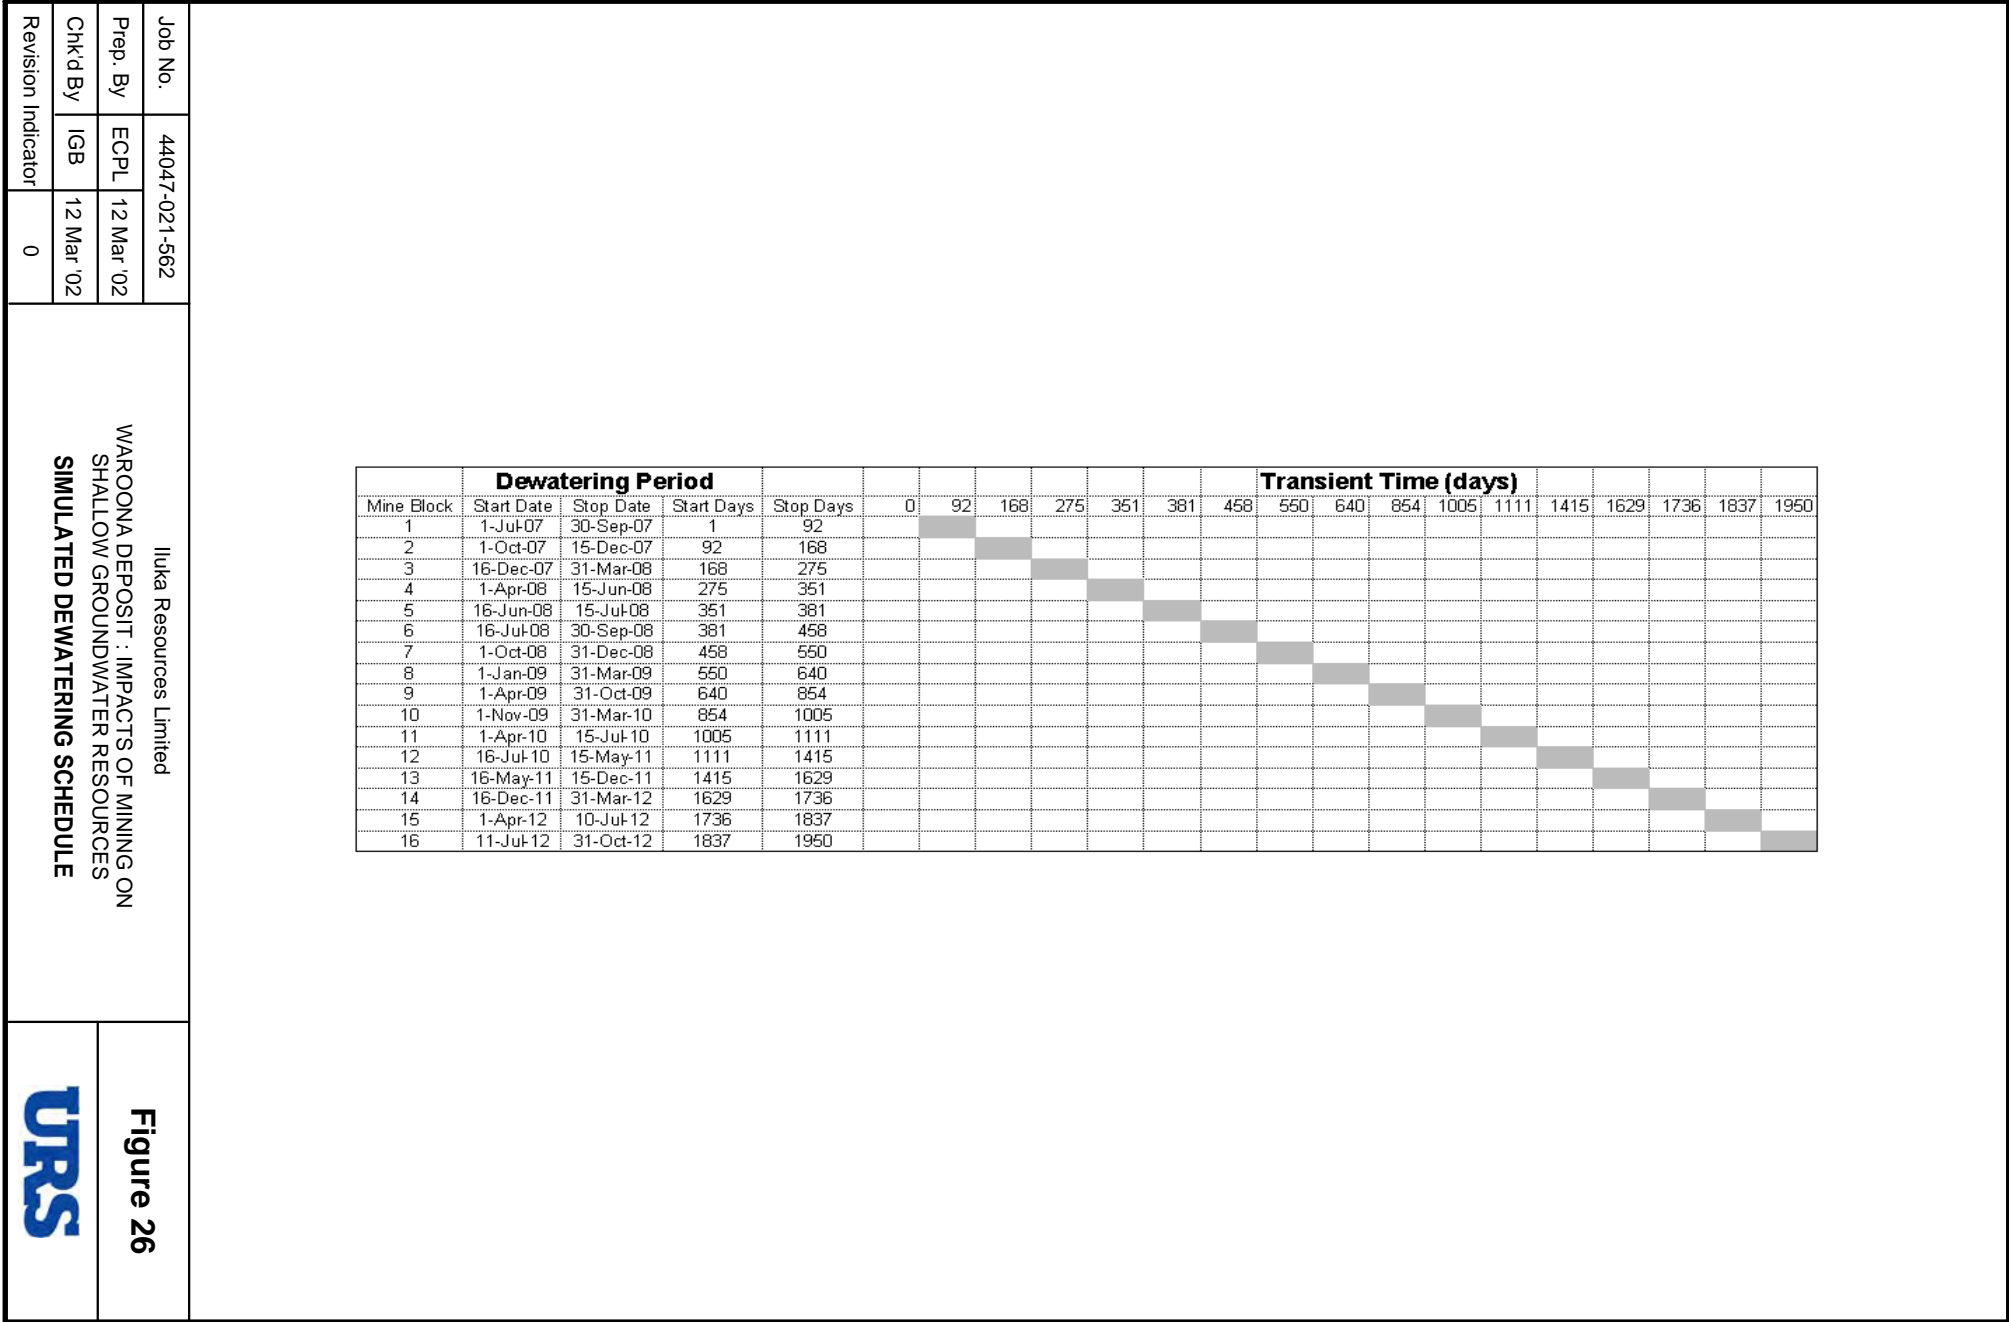 Dewatering Period Transient Time (days)
Mine Block Start Date Stop Date Start Days Stop Days 0 92 168 275 351 381 458 550 640 854 1005 1111 1415 1629 1736 1837 1950
1 1-Jul-07 30-Sep-07 1 92
2 1-Oct-07 15-Dec-07 92 168
3 16-Dec-07 31-Mar-08 168 275
4 1-Apr-08 15-Jun-08 275 351
5 16-Jun-08 15-Jul-08 351 381
6 16-Jul-08 30-Sep-08 381 458
7 1-Oct-08 31-Dec-08 458 550
8 1-Jan-09 31-Mar-09 550 640
9 1-Apr-09 31-Oct-09 640 854
10 1-Nov-09 31-Mar-10 854 1005
11 1-Apr-10 15-Jul-10 1005 1111
12 16-Jul-10 15-May-11 1111 1415
13 16-May-11 15-Dec-11 1415 1629
14 16-Dec-11 31-Mar-12 1629 1736
15 1-Apr-12 10-Jul-12 1736 1837
16 11-Jul-12 31-Oct-12 1837 1950
Job No. 44047-021-562
Prep. By ECPL 12 Mar '02
Chk'd By IGB 12 Mar '02
Revision Indicator 0
Iluka Resources Limited
WAROONA DEPOSIT : IMPACTS OF MINING ON
SHALLOW GROUNDWATER RESOURCES
SIMULATED DEWATERING SCHEDULE
Figure 26
URS